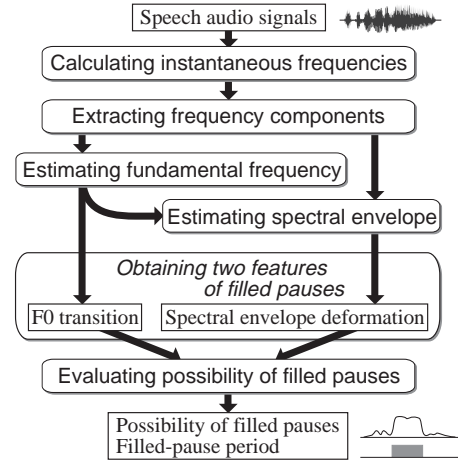 Speech audio signals
Calculating instantaneous frequencies
Extracting frequency components
Estimating fundamental frequency
Estimating spectral envelope
Obtaining two features
of filled pauses
F0 transition
Spectral envelope deformation
Evaluating possibility of filled pauses
Possibility of filled pauses
Filled-pause period